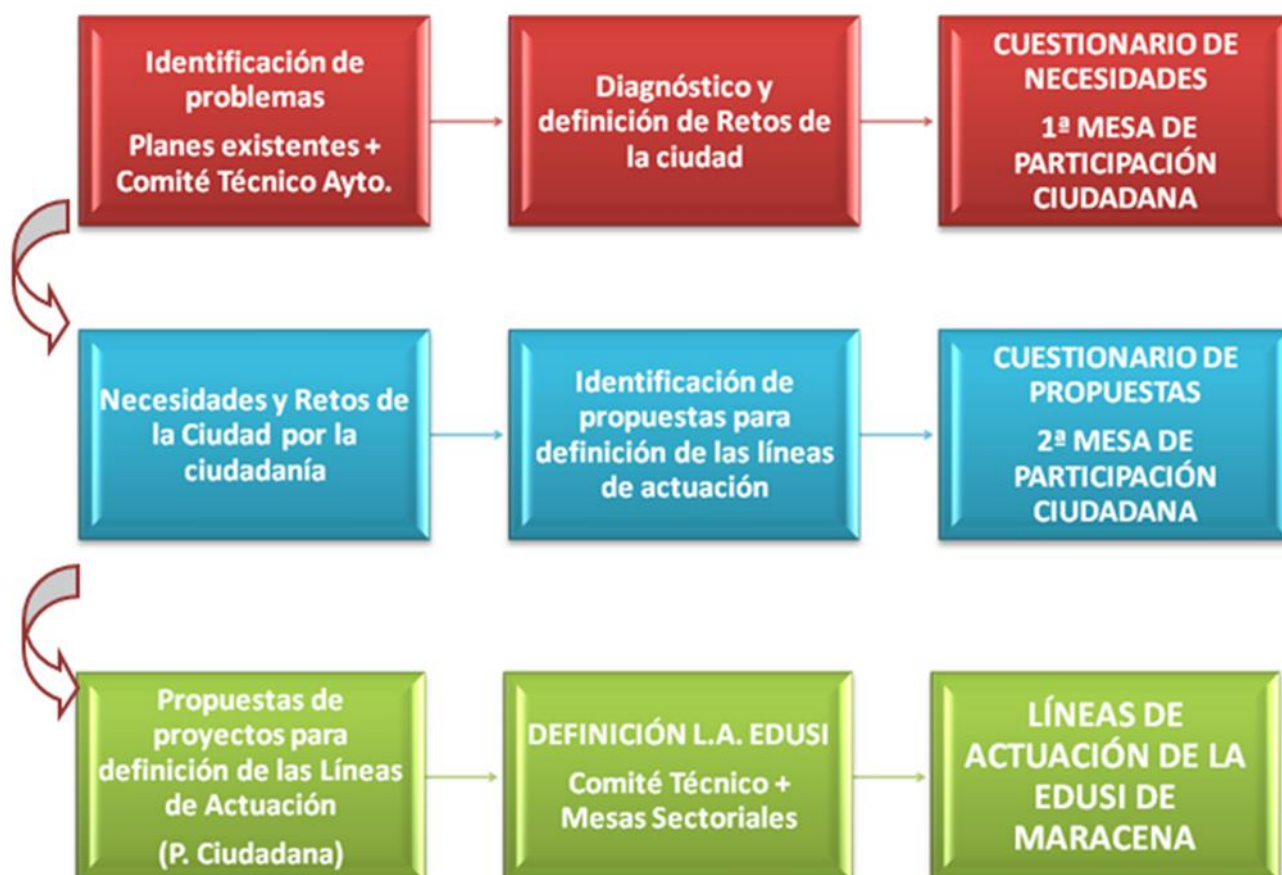 Identificación de
problemas
Planes existentes +
Comité Técnico Ayto.
Diagnóstico y
definición de Retos de
la ciudad
CUESTIONARIO DE
NECESIDADES
1ª MESA DE
PARTICIPACIÓN
CIUDADANA
Necesidades y Retos de
la Ciudad por la
ciudadanía
Identificación de
propuestas para
definición de las líneas
de actuación
CUESTIONARIO DE
PROPUESTAS
2ª MESA DE
PARTICIPACIÓN
CIUDADANA
Propuestas de
proyectos para
definición de las Líneas
de Actuación
(P. Ciudadana)
DEFINICIÓN L.A. EDUSI
Comité Técnico +
Mesas Sectoriales
LÍNEAS DE
ACTUACIÓN DE LA
EDUSI DE
MARACENA